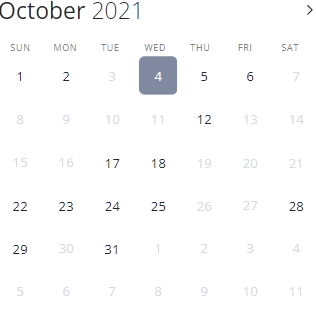 October 2021
SUN MON TUE WED THU FRI SAT
1 2 3 4 5 6 7
8 9 10 11 12 13 14
15 16 17 18 19 20 21
22 23 24 25 26 27 28
29 30 31 1 2 3 4
5 6 7 8 9 10 11